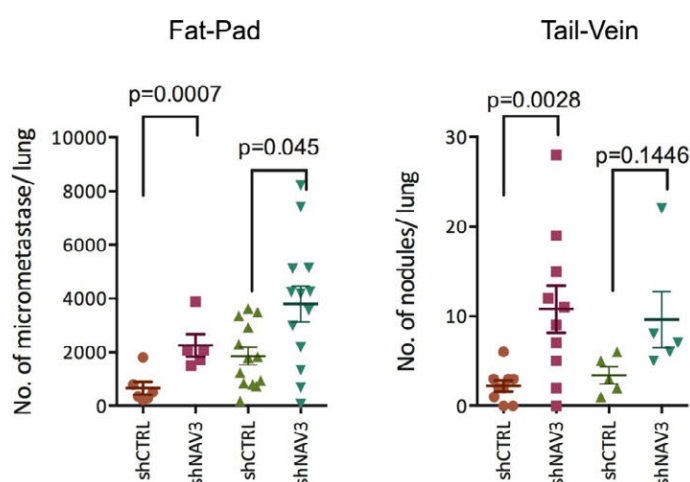 Fat-Pad
Tail-Vein
p=0.0007
p=0.045
No. of micrometastase/ lung
10000
8000
6000
4000
2000
0
shCTRL
shNAV3
shCTRL
shNAV3
p=0.0028
p=0.1446
No. of nodules/ lung
30
20
10
0
shCTRL
shNAV3
shCTRL
shNAV3